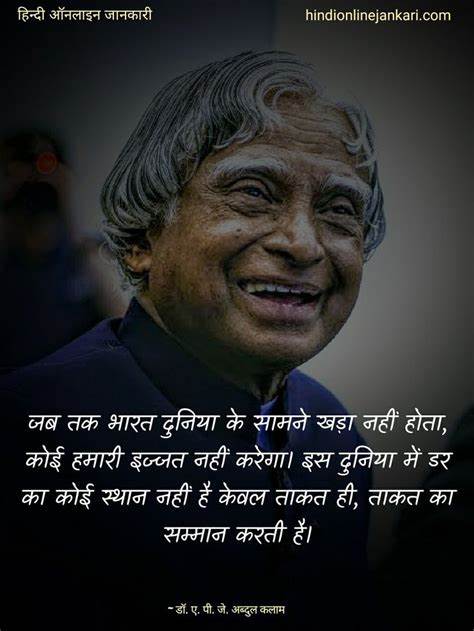 हिन्दी ऑनलाइन जानकारी
hindionlinejankari.com
जब तक भारत दुनिया के सामने खड़ा नहीं होता,
कोई हमारी इज्जत नहीं करेगा। इस दुनिया में डर
का कोई स्थान नहीं है केवल ताकत ही, ताकत का
सम्मान करती है।
~ डॉ. ए. पी. जे. अब्दुल कलाम